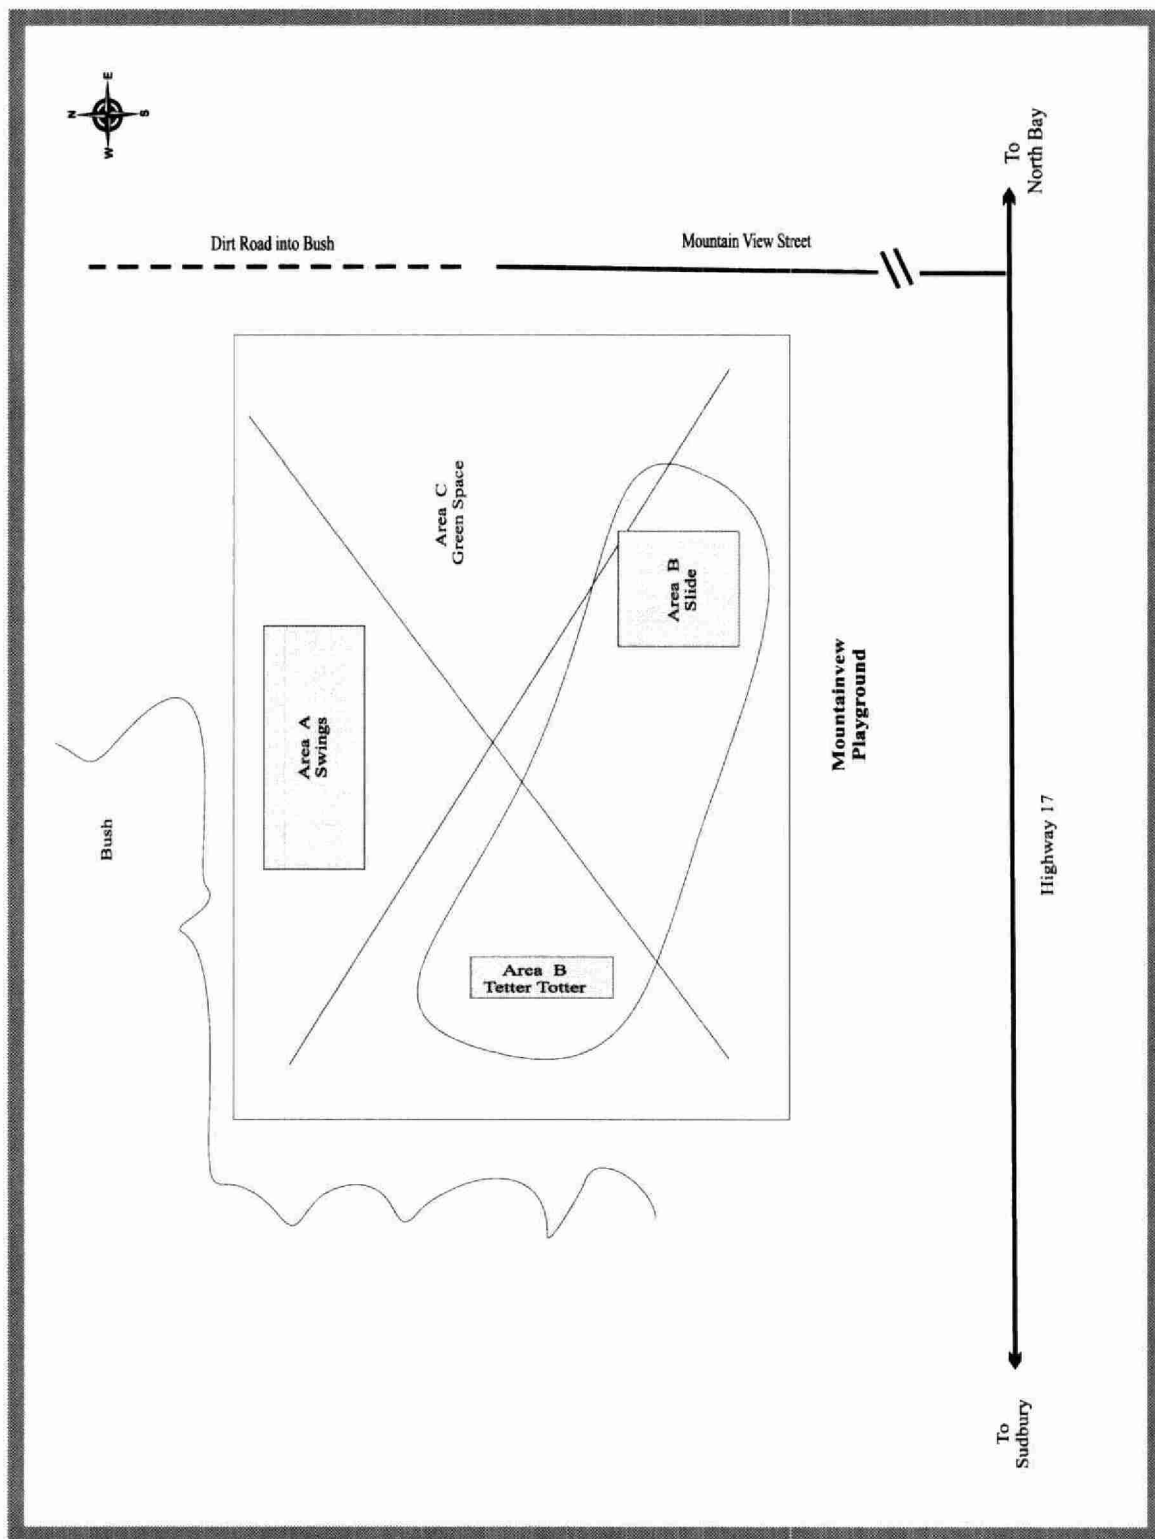 N
E
S
W
Dirt Road into Bush
Mountain View Street
To
North Bay
Area C
Green Space
Area B
Slide
Area A
Swings
Bush
Mountainvew
Playground
Area B
Tetter Totter
Highway 17
To
Sudbury